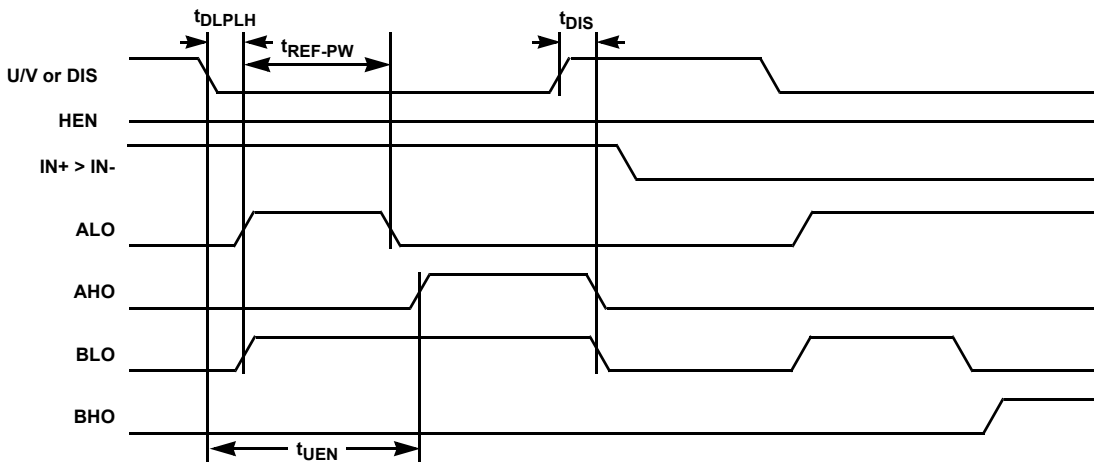 tDLPLH
tDIS
tREF-PW
U/V or DIS
HEN
IN+ > IN-
ALO
AHO
BLO
BHO
tUEN